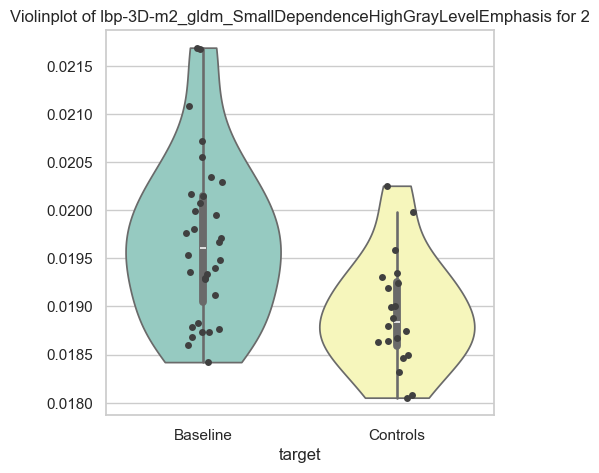 Violinplot of lbp-3D-m2_gldm_SmallDependenceHighGrayLevelEmphasis for 2
0.0215
0.0210
0.0205
0.0200
0.0195
0.0190
0.0185
0.0180
Baseline
Controls
target